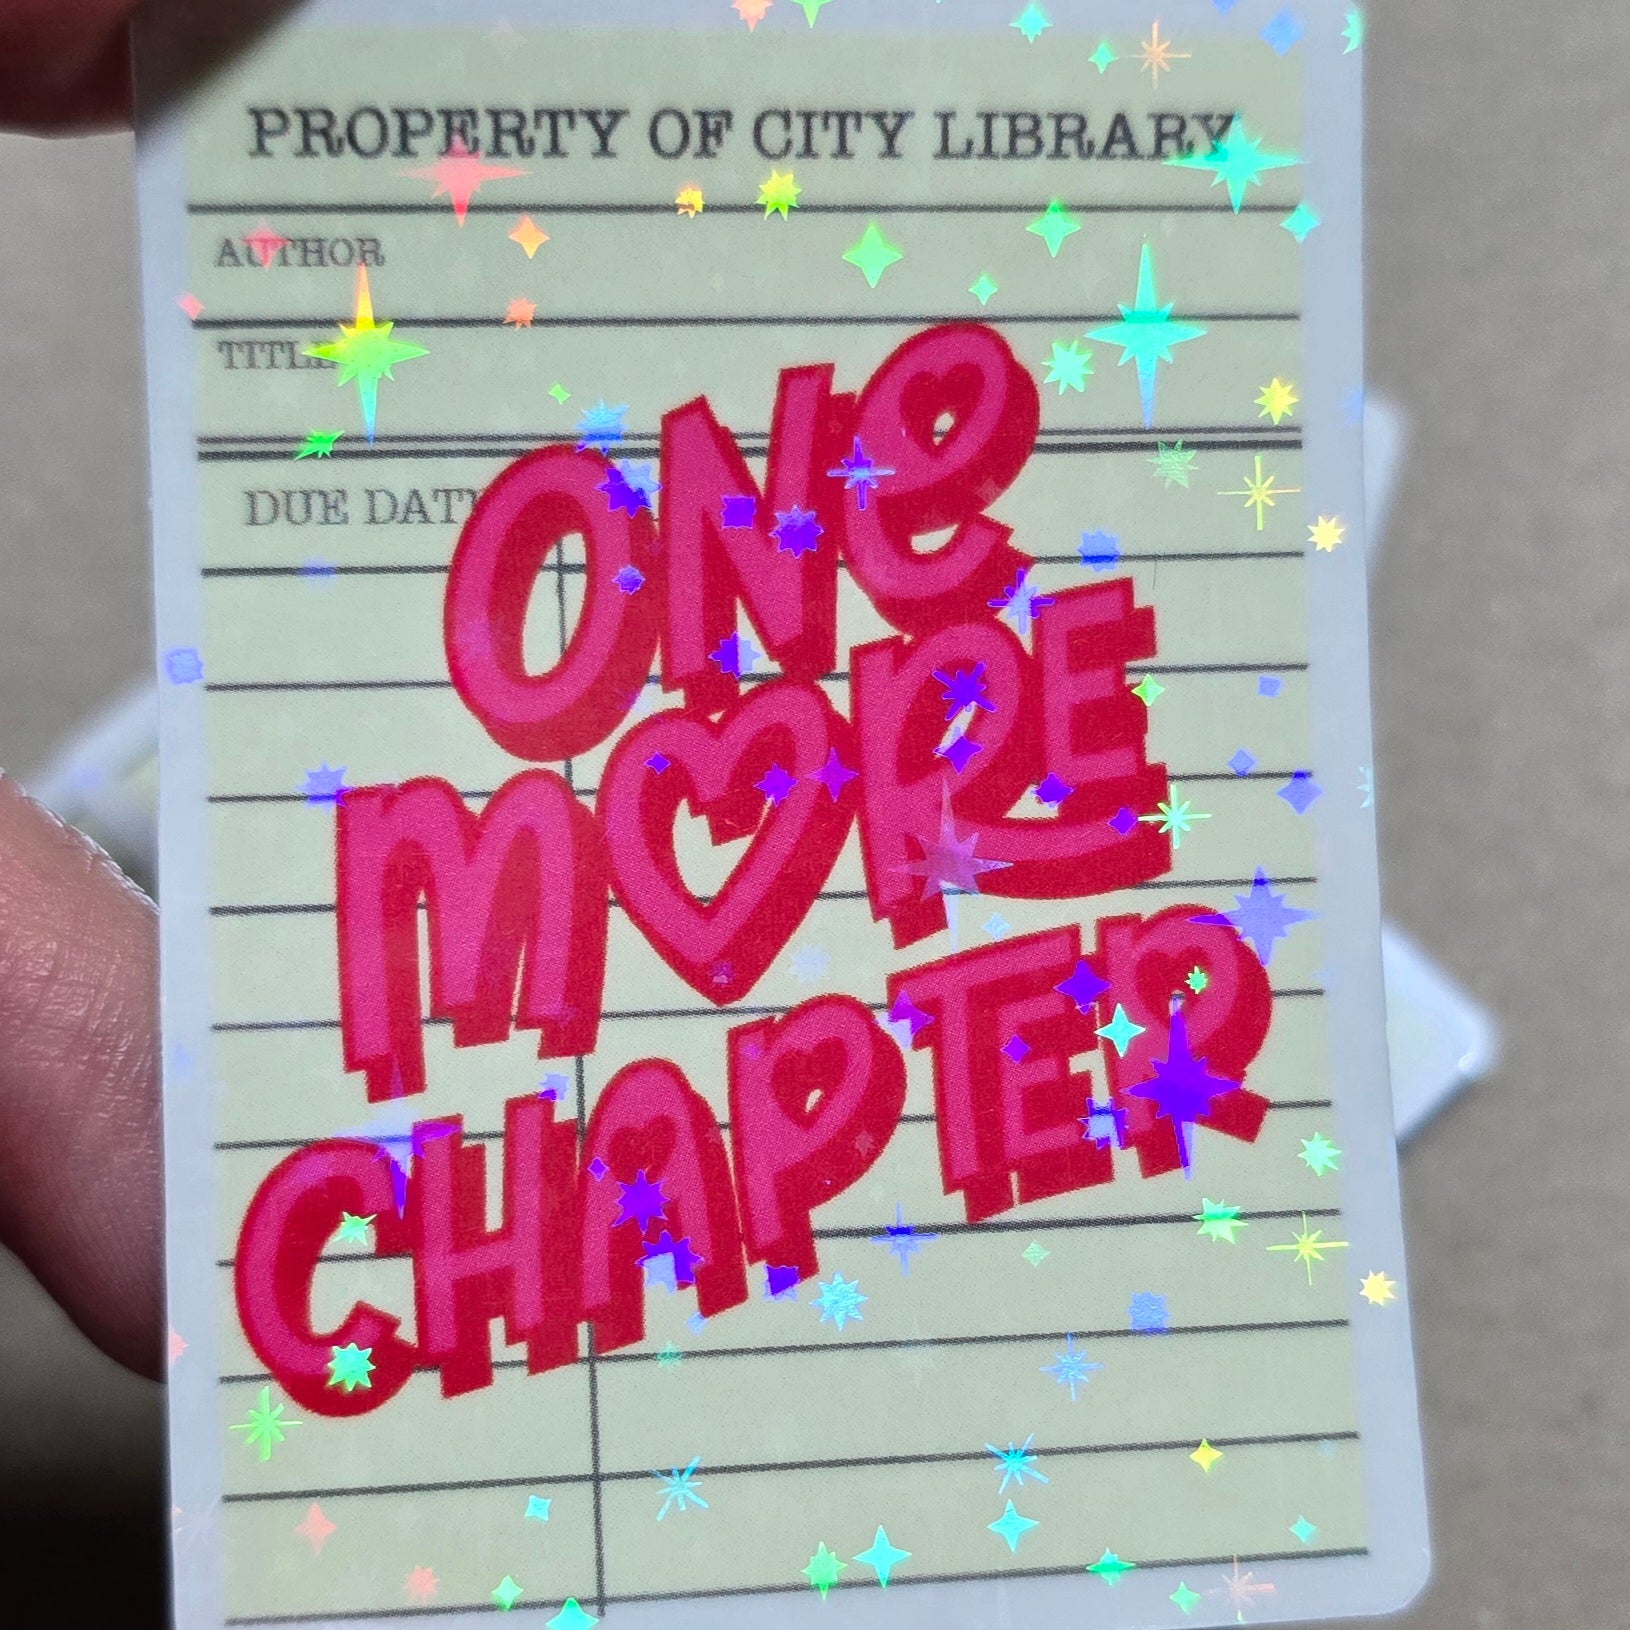 PROPERTY OF CITY LIBRARY
AUTHOR
TITLE
DUE DATE
ONe
MORE
CHAPTER